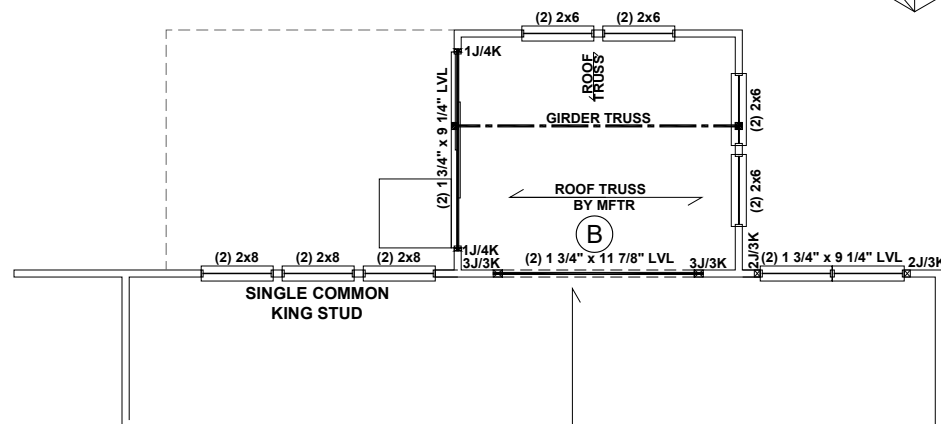 (2) 2x6
(2) 2x6
1J/4K
ROOF
TRUSS
(2) 1 3/4" x 9 1/4" LVL
GIRDER TRUSS
(2) 2x6
(2) 2x6
ROOF TRUSS
BY MFTR
B
1J/4K
3J/3K
(2) 1 3/4" x 11 7/8" LVL
3J/3K
2J/3K
(2) 1 3/4" x 9 1/4" LVL
2J/3K
(2) 2x8
(2) 2x8
(2) 2x8
SINGLE COMMON
KING STUD